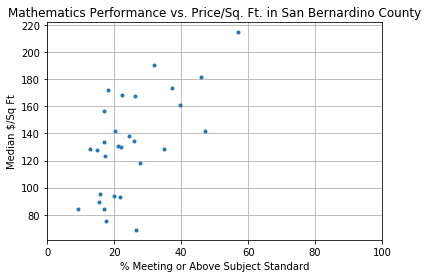 Mathematics Performance vs. Price/Sq. Ft. in San Bernardino County
220
200
180
160
140
120
100
80
Median $/Sq Ft
0 20 40 60 80 100
% Meeting or Above Subject Standard